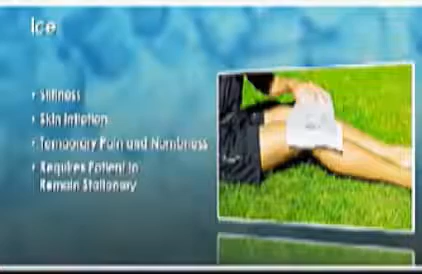 Ice
• Stiffness
• Skin Irritation
• Temporary Pain and Numbness
• Requires Patient to
Remain Stationary